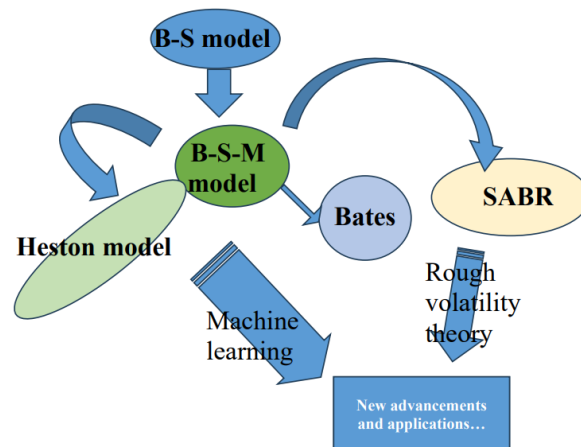 B-S model
B-S-M
model
Bates
SABR
Heston model
Machine
learning
Rough
volatility
theory
New advancements
and applications…